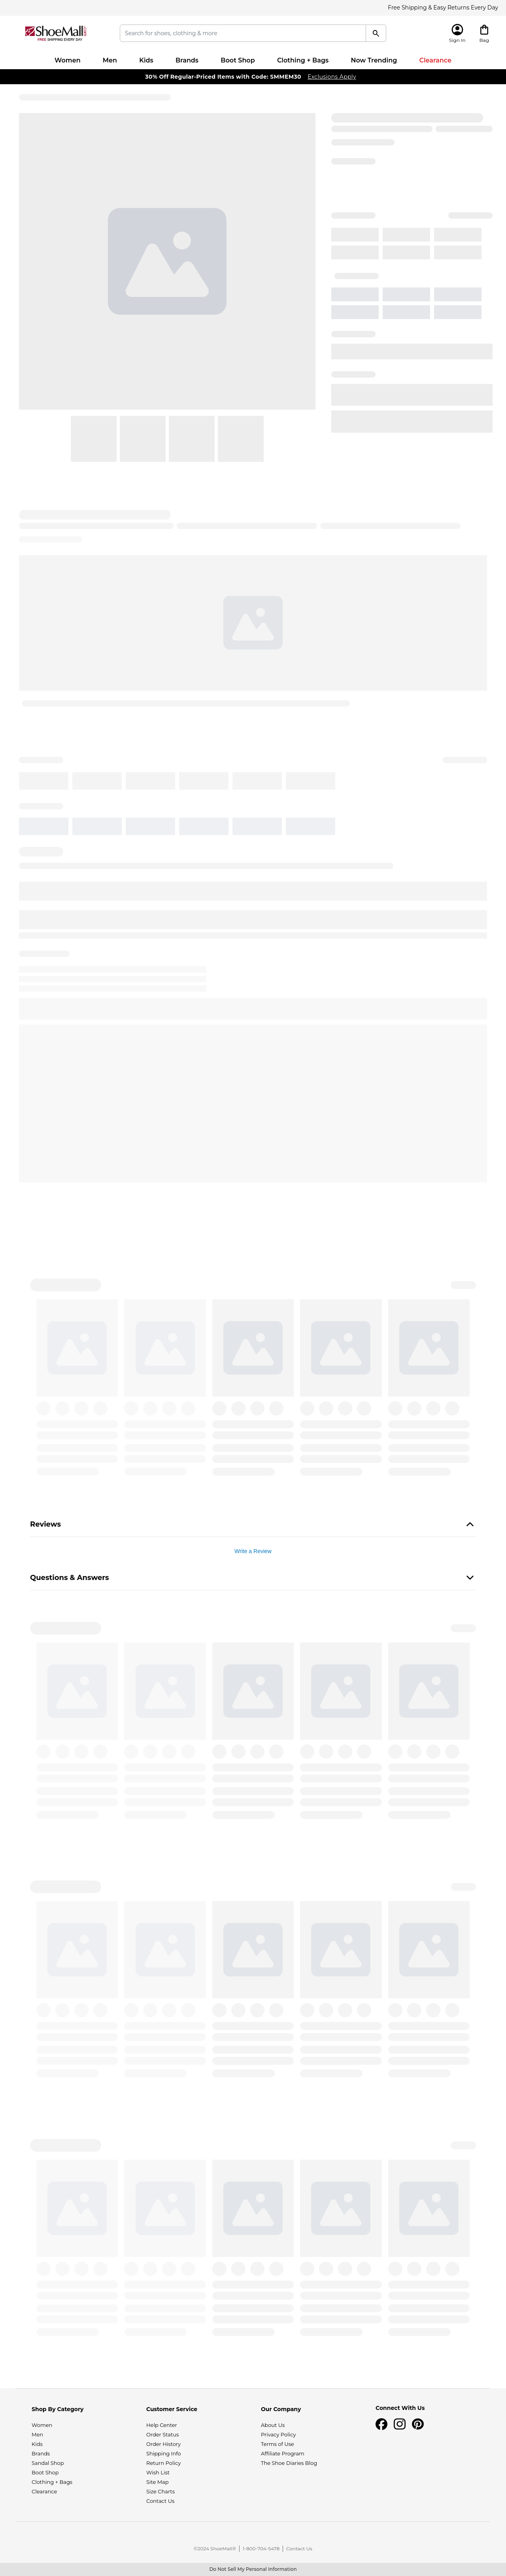 Free Shipping & Easy Returns Every Day
ShoeMall
FREE SHIPPING EVERY DAY
Search for shoes, clothing & more
Sign In
Bag
Women Men Kids Brands Boot Shop Clothing + Bags Now Trending Clearance
30% Off Regular-Priced Items with Code: SMMEM30 Exclusions Apply
Reviews
Write a Review
Questions & Answers
Shop By Category
Women
Men
Kids
Brands
Sandal Shop
Boot Shop
Clothing + Bags
Clearance
Customer Service
Help Center
Order Status
Order History
Shipping Info
Return Policy
Wish List
Site Map
Size Charts
Contact Us
Our Company
About Us
Privacy Policy
Terms of Use
Affiliate Program
The Shoe Diaries Blog
Connect With Us
©2024 ShoeMall® | 1-800-704-5478 | Contact Us
Do Not Sell My Personal Information